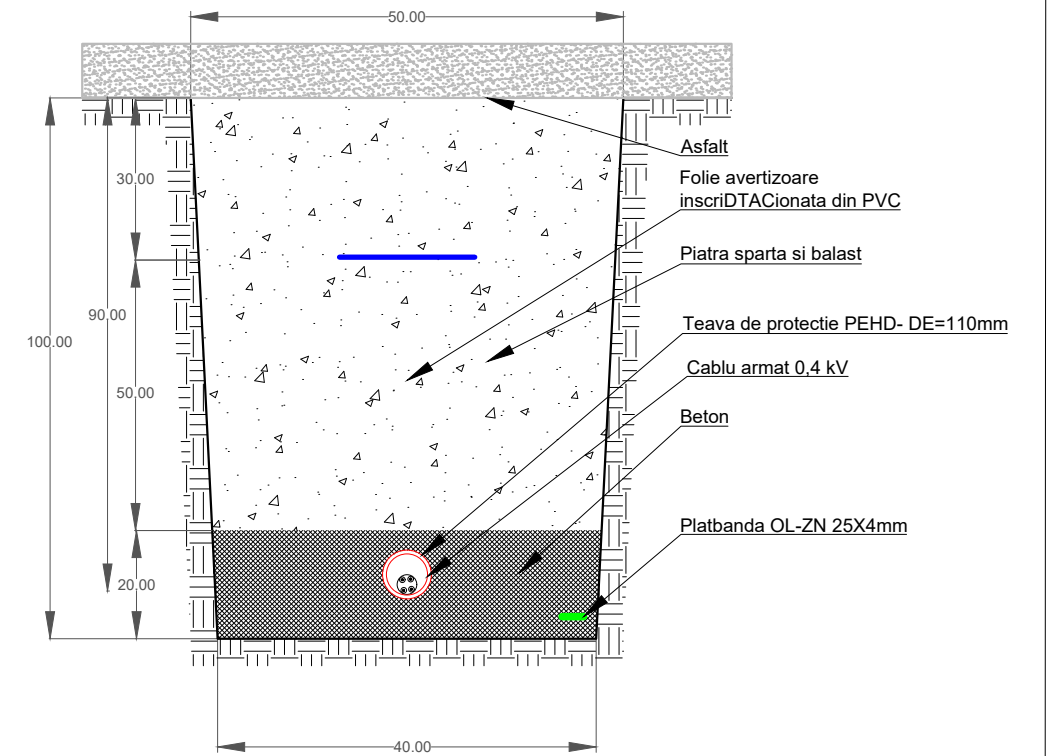 50.00
Asfalt
30.00
Folie avertizoare
inscriDTACionata din PVC
Piatra sparta si balast
90.00
Teava de protectie PEHD- DE=110mm
100.00
Cablu armat 0,4 kV
50.00
Beton
Platbanda OL-ZN 25X4mm
20.00
40.00